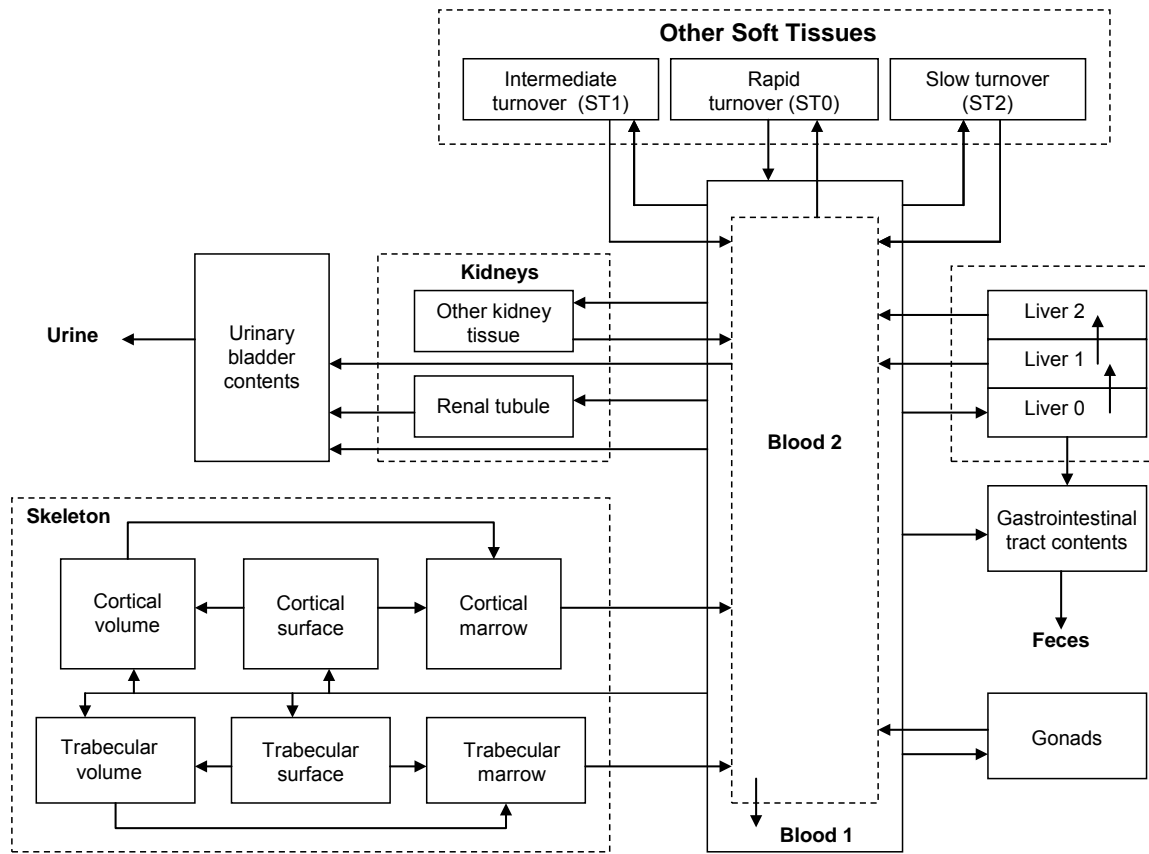 Other Soft Tissues
Intermediate
turnover (ST1)
Rapid
turnover (ST0)
Slow turnover
(ST2)
Kidneys
Other kidney
tissue
Renal tubule
Urine
Urinary
bladder
contents
Blood 2
Liver 2
Liver 1
Liver 0
Gastrointestinal
tract contents
Feces
Gonads
Skeleton
Cortical
volume
Cortical
surface
Cortical
marrow
Trabecular
volume
Trabecular
surface
Trabecular
marrow
Blood 1